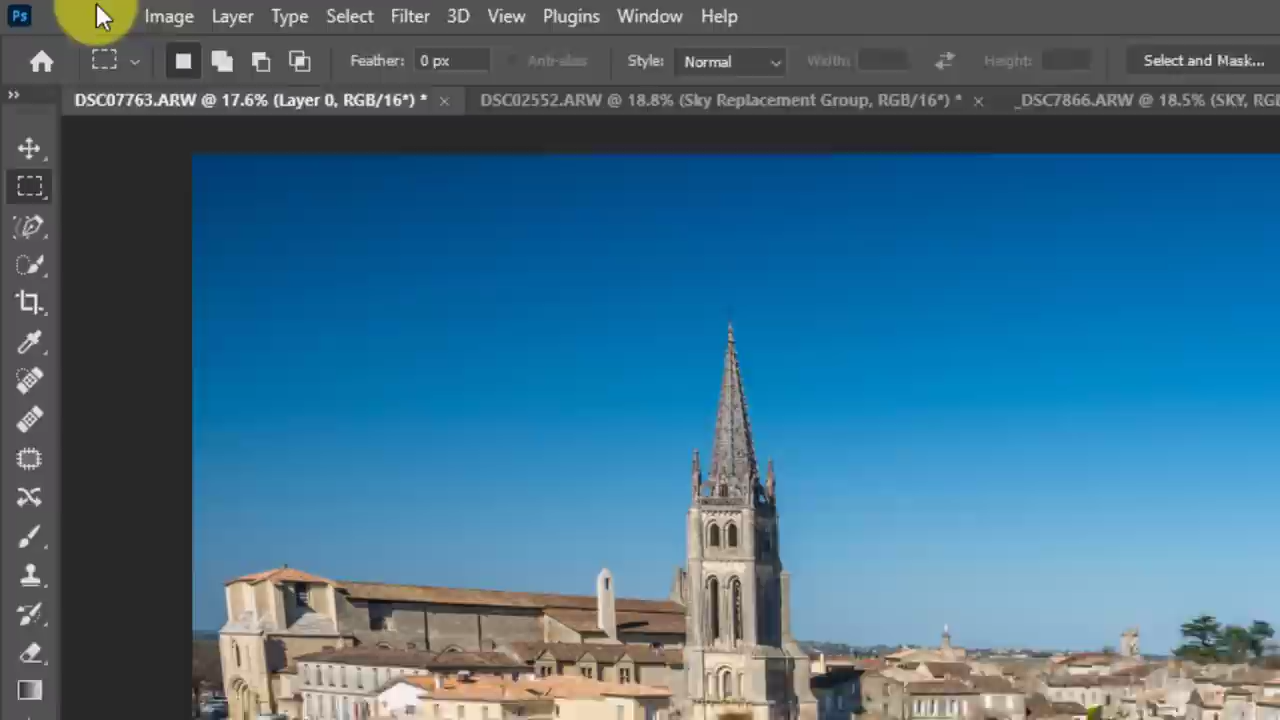 Ps Image Layer Type Select Filter 3D View Plugins Window Help
Feather: 0 px Anti-alias Style: Normal Width: Height: Select and Mask...
DSC07763.ARW @ 17.6% (Layer 0, RGB/16*) * × DSC02552.ARW @ 18.8% (Sky Replacement Group, RGB/16*) * × _DSC7866.ARW @ 18.5% (SKY, RG